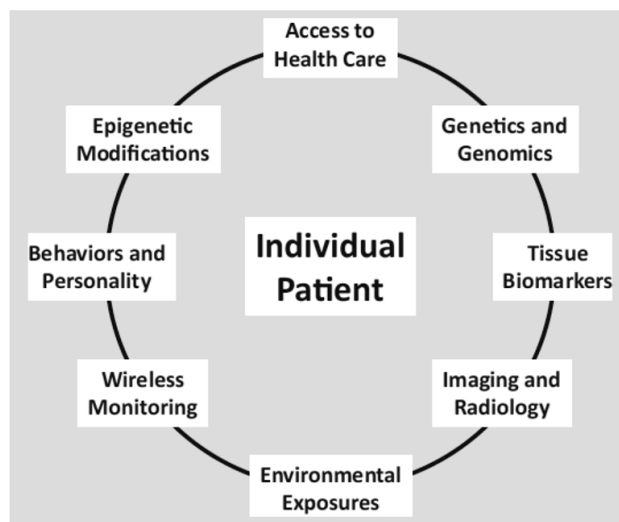 Access to
Health Care
Genetics and
Genomics
Tissue
Biomarkers
Imaging and
Radiology
Environmental
Exposures
Wireless
Monitoring
Behaviors and
Personality
Epigenetic
Modifications
Individual
Patient